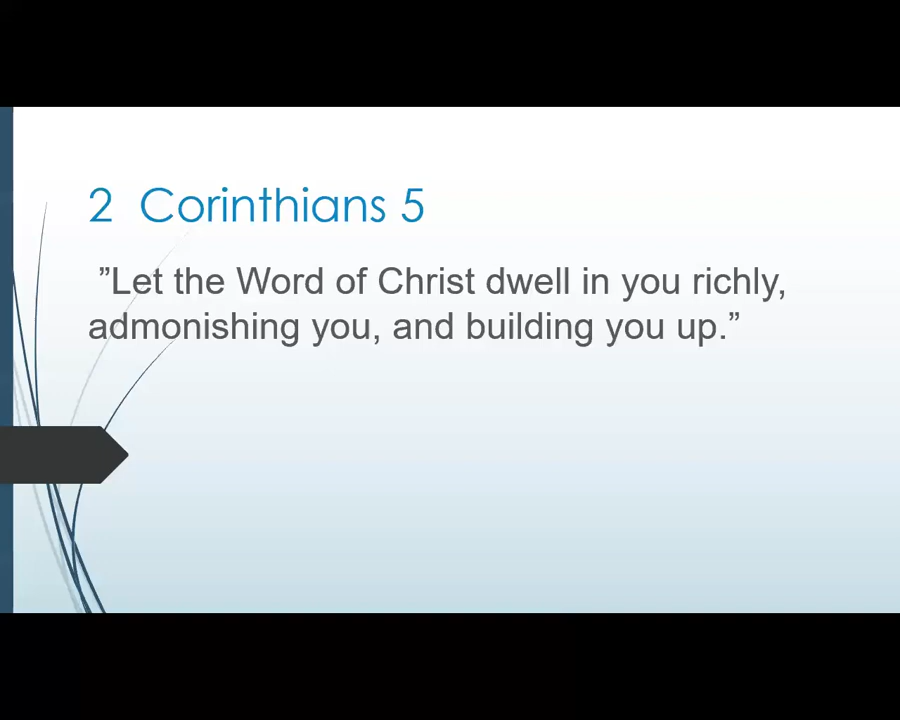 2 Corinthians 5
”Let the Word of Christ dwell in you richly,
admonishing you, and building you up.”